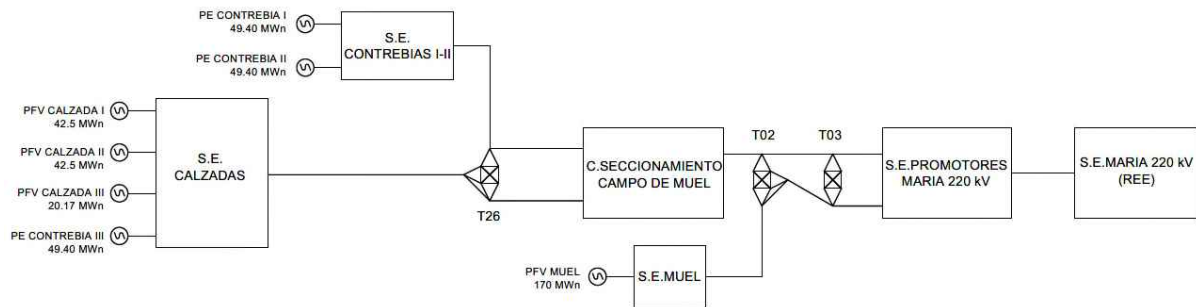 PE CONTREBIA I
49.40 MWn
S.E.
CONTREBIAS I-II
PE CONTREBIA II
49.40 MWn
PFV CALZADA I
42.5 MWn
PFV CALZADA II
42.5 MWn
S.E.
CALZADAS
PFV CALZADA III
20.17 MWn
PE CONTREBIA III
49.40 MWn
T26
C.SECCIONAMIENTO
CAMPO DE MUEL
T02
T03
S.E.PROMOTORES
MARIA 220 kV
S.E.MARIA 220 kV
(REE)
PFV MUEL
170 MWn
S.E.MUEL